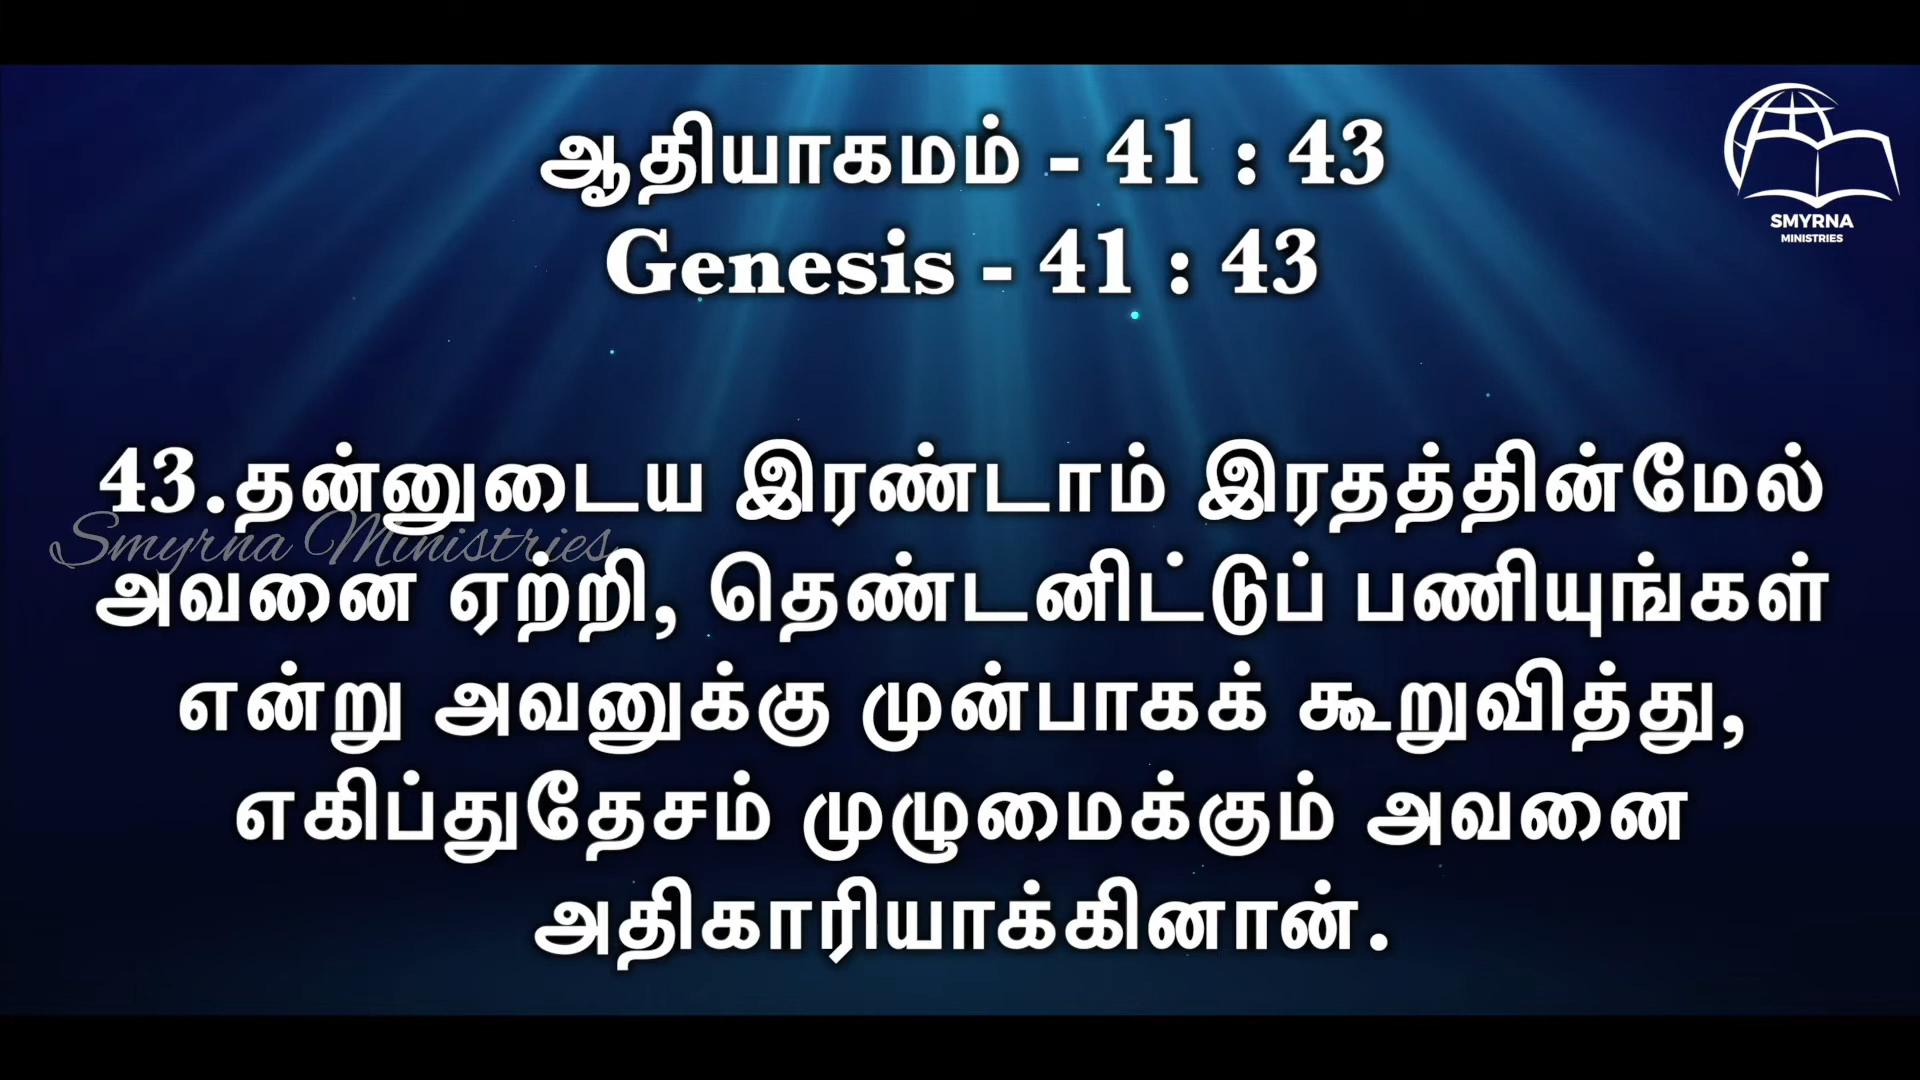 ஆதியாகமம் - 41 : 43
Genesis - 41 : 43
SMYRNA
MINISTRIES
43.தன்னுடைய இரண்டாம் இரதத்தின்மேல்
Smyrna Ministries
அவனை ஏற்றி, தெண்டனிட்டுப் பணியுங்கள்
என்று அவனுக்கு முன்பாகக் கூறுவித்து,
எகிப்துதேசம் முழுமைக்கும் அவனை
அதிகாரியாக்கினான்.